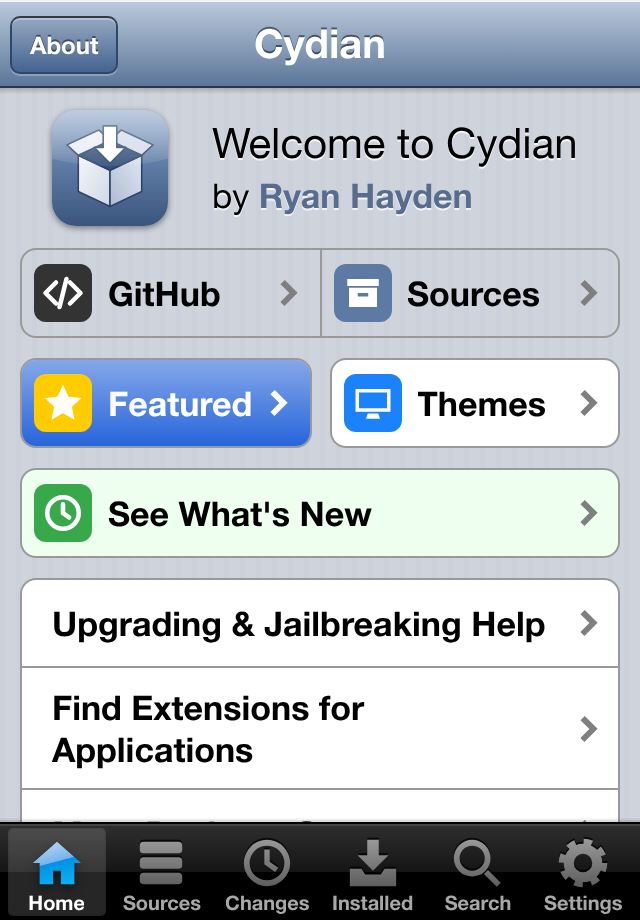 About
Cydian
Welcome to Cydian
by Ryan Hayden
GitHub
Sources
Featured
Themes
See What's New
Upgrading & Jailbreaking Help
Find Extensions for
Applications
Home
Sources
Changes
Installed
Search
Settings